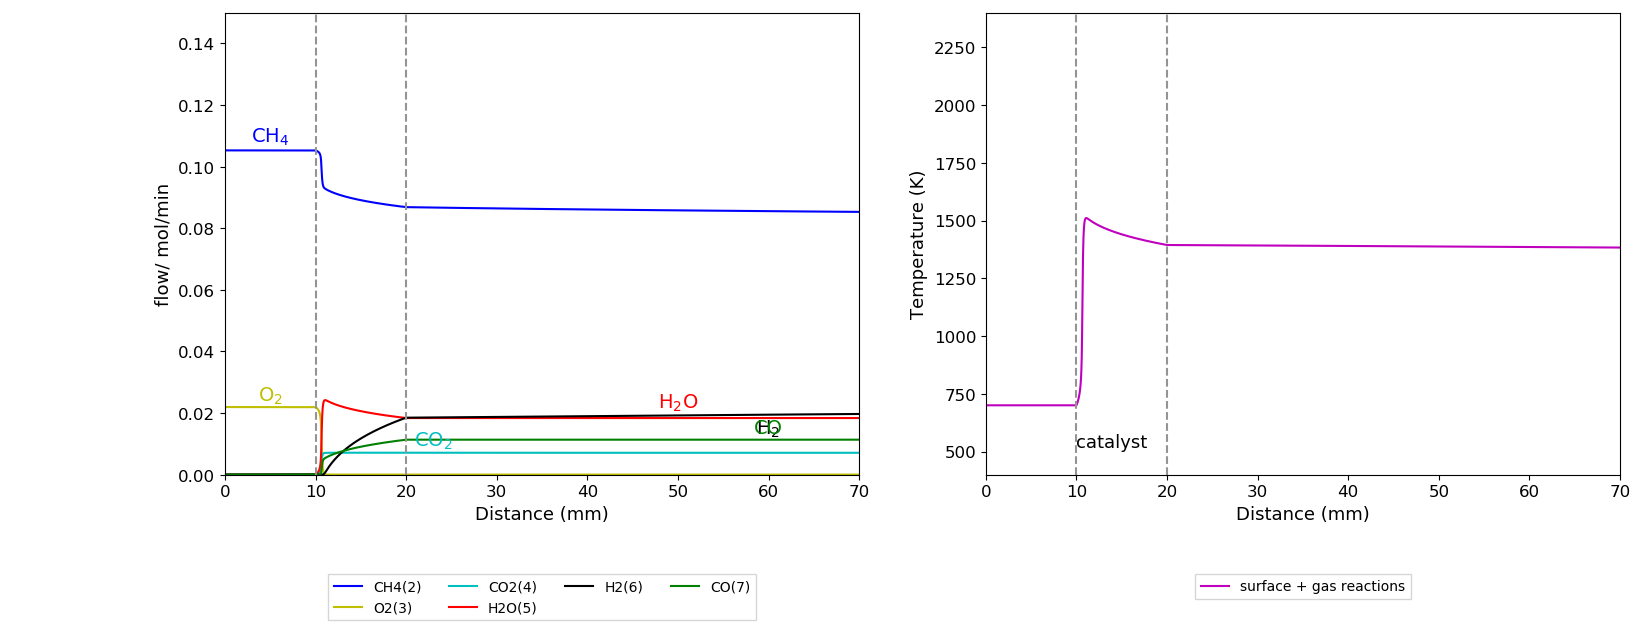 0.14
0.12
0.10
0.08
0.06
0.04
0.02
0.00
flow/ mol/min
CH₄
O₂
CO₂
H₂O
CO
H₂
0 10 20 30 40 50 60 70
Distance (mm)
CH4(2) CO2(4) H2(6) CO(7)
O2(3) H2O(5)
2250
2000
1750
1500
1250
1000
750
500
Temperature (K)
catalyst
0 10 20 30 40 50 60 70
Distance (mm)
surface + gas reactions